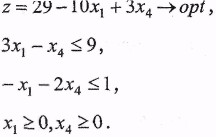 z = 29 − 10x₁ + 3x₄ → opt,
3x₁ − x₄ ≤ 9,
− x₁ − 2x₄ ≤ 1,
x₁ ≥ 0, x₄ ≥ 0.